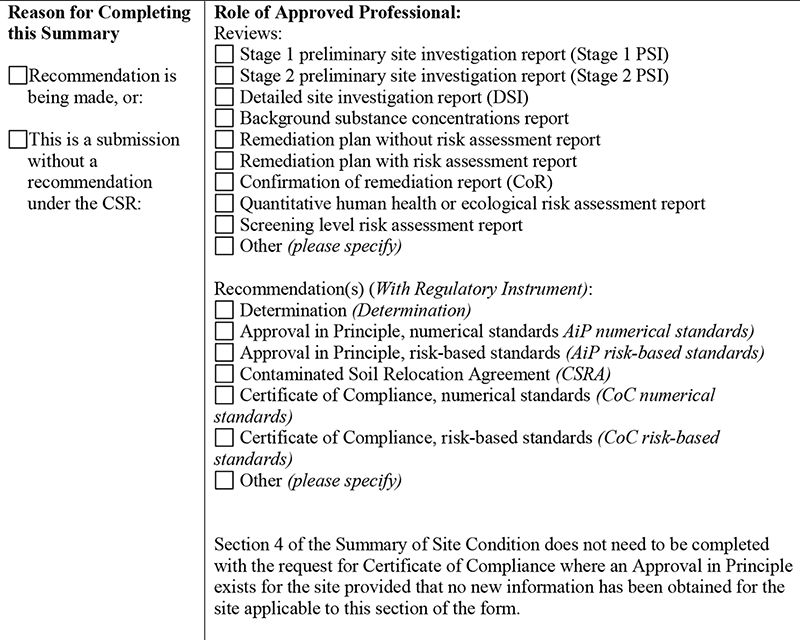 Reason for Completing
this Summary
Recommendation is
being made, or:
This is a submission
without a
recommendation
under the CSR:
Role of Approved Professional:
Reviews:
Stage 1 preliminary site investigation report (Stage 1 PSI)
Stage 2 preliminary site investigation report (Stage 2 PSI)
Detailed site investigation report (DSI)
Background substance concentrations report
Remediation plan without risk assessment report
Remediation plan with risk assessment report
Confirmation of remediation report (CoR)
Quantitative human health or ecological risk assessment report
Screening level risk assessment report
Other (please specify)
Recommendation(s) (With Regulatory Instrument):
Determination (Determination)
Approval in Principle, numerical standards AiP numerical standards)
Approval in Principle, risk-based standards (AiP risk-based standards)
Contaminated Soil Relocation Agreement (CSRA)
Certificate of Compliance, numerical standards (CoC numerical
standards)
Certificate of Compliance, risk-based standards (CoC risk-based
standards)
Other (please specify)
Section 4 of the Summary of Site Condition does not need to be completed
with the request for Certificate of Compliance where an Approval in Principle
exists for the site provided that no new information has been obtained for the
site applicable to this section of the form.